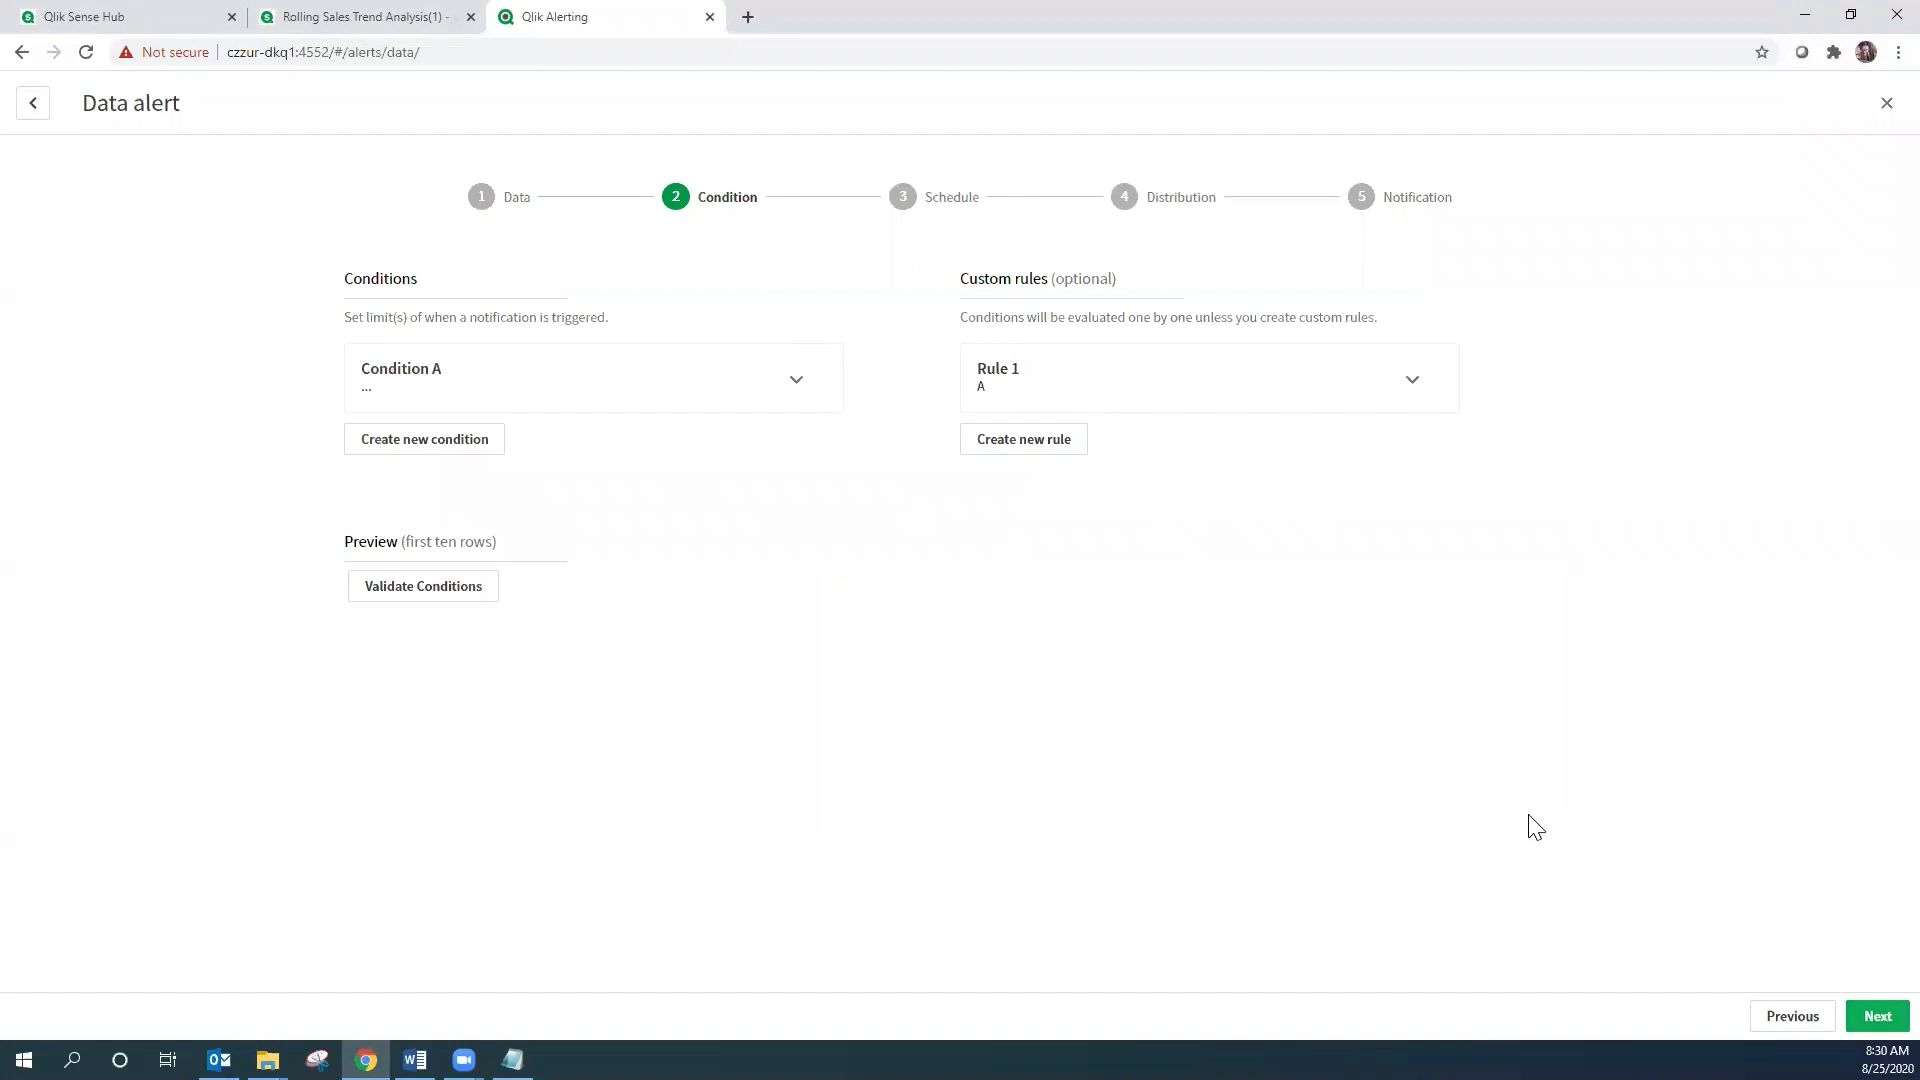 Qlik Sense Hub
Rolling Sales Trend Analysis(1) -
Qlik Alerting
Not secure
czzur-dkq1:4552/#/alerts/data/
Data alert
1 Data
2 Condition
3 Schedule
4 Distribution
5 Notification
Conditions
Set limit(s) of when a notification is triggered.
Condition A
...
Create new condition
Custom rules (optional)
Conditions will be evaluated one by one unless you create custom rules.
Rule 1
A
Create new rule
Preview (first ten rows)
Validate Conditions
Previous
Next
8:30 AM
8/25/2020